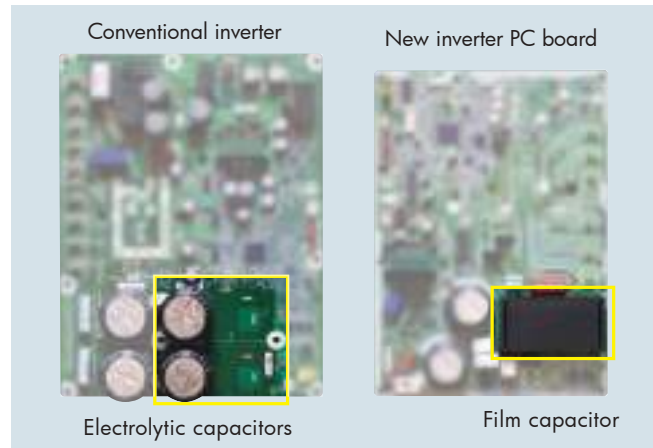 Conventional inverter
New inverter PC board
Electrolytic capacitors
Film capacitor